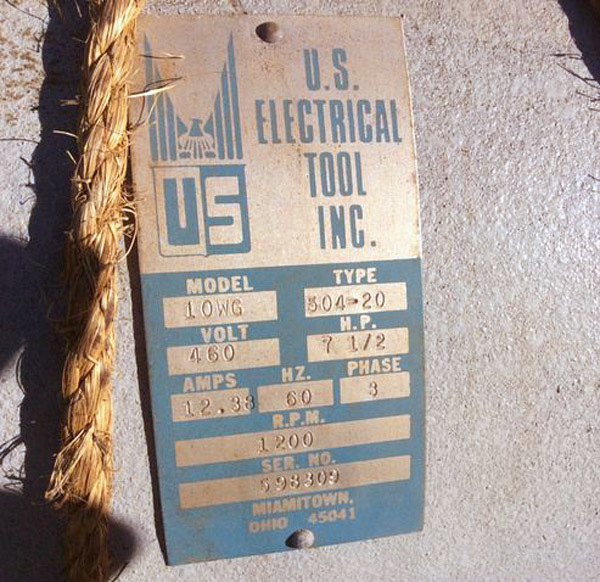 U.S.
ELECTRICAL
TOOL
INC.
US
MODEL TYPE
10WG 504-20
VOLT H.P.
460 7 1/2
AMPS HZ. PHASE
12.38 60 3
R.P.M.
1200
SER. NO.
598309
MIAMITOWN,
OHIO 45041